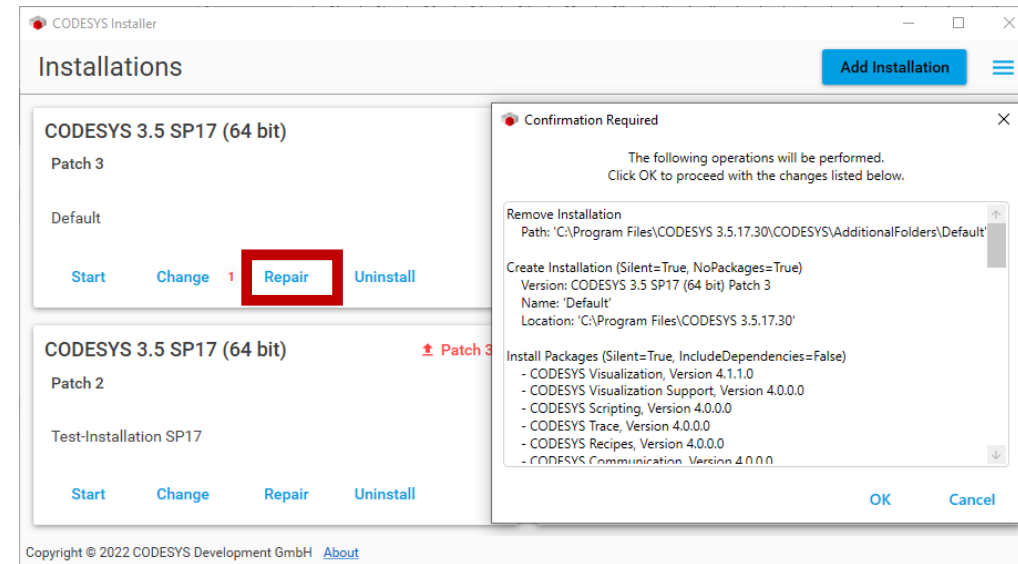 CODESYS Installer
Installations
Add Installation
CODESYS 3.5 SP17 (64 bit)
Patch 3
Default
Start Change 1 Repair Uninstall
CODESYS 3.5 SP17 (64 bit) Patch 3
Patch 2
Test-Installation SP17
Start Change Repair Uninstall
Confirmation Required
The following operations will be performed.
Click OK to proceed with the changes listed below.
Remove Installation
Path: 'C:\Program Files\CODESYS 3.5.17.30\CODESYS\AdditionalFolders\Default'
Create Installation (Silent=True, NoPackages=True)
Version: CODESYS 3.5 SP17 (64 bit) Patch 3
Name: 'Default'
Location: 'C:\Program Files\CODESYS 3.5.17.30'
Install Packages (Silent=True, IncludeDependencies=False)
- CODESYS Visualization, Version 4.1.1.0
- CODESYS Visualization Support, Version 4.0.0.0
- CODESYS Scripting, Version 4.0.0.0
- CODESYS Trace, Version 4.0.0.0
- CODESYS Recipes, Version 4.0.0.0
- CODESYS Communication, Version 4.0.0.0
OK Cancel
Copyright © 2022 CODESYS Development GmbH About